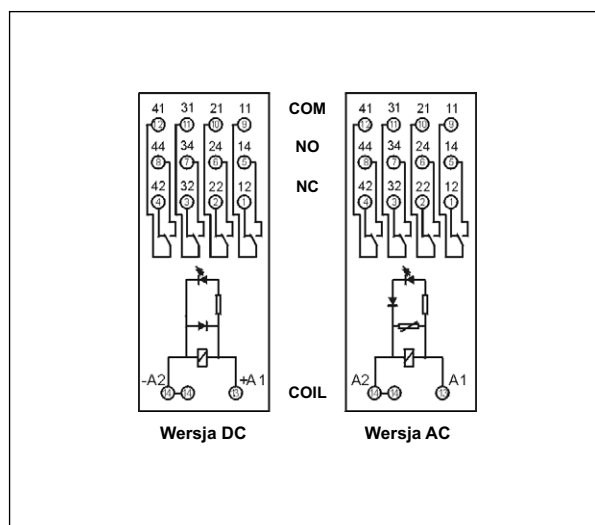 41 31 21 11 COM 41 31 21 11
12 11 10 9 12 11 10 9
44 34 24 14 NO 44 34 24 14
8 7 6 5 8 7 6 5
42 32 22 12 NC 42 32 22 12
4 3 2 1 4 3 2 1
-A2 +A1 A2 A1
14 14 13 COIL 14 14 13
Wersja DC Wersja AC